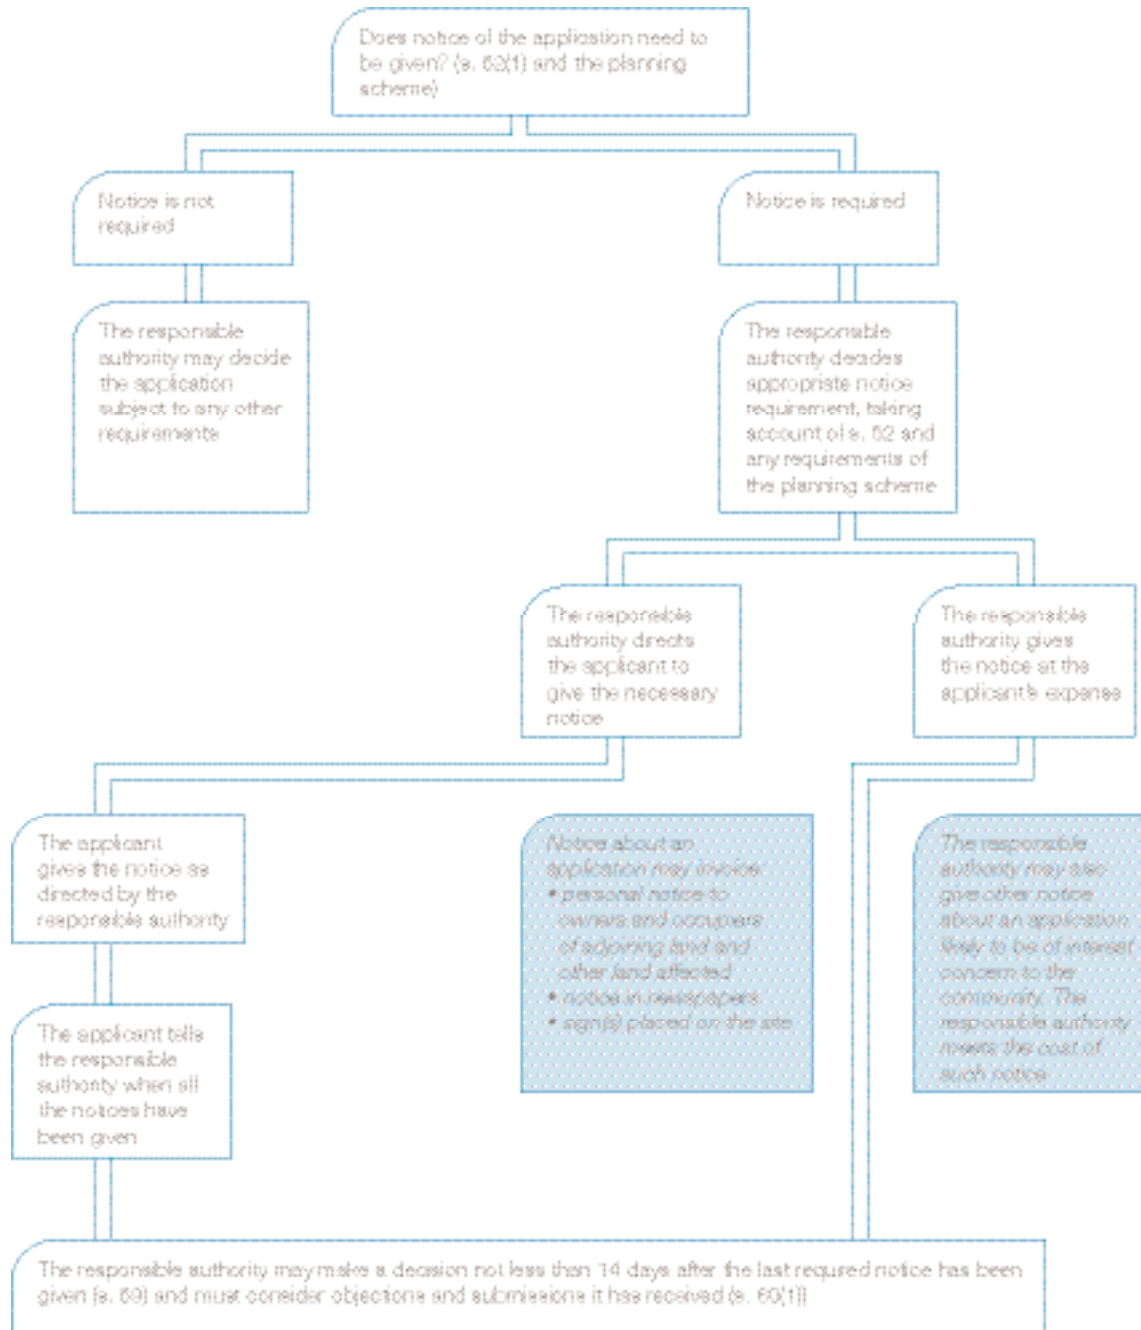 Does notice of the application need to
be given? (s. 52(1) and the planning
scheme)
Notice is not
required
Notice is required
The responsible
authority may decide
the application
subject to any other
requirements
The responsible
authority decides
appropriate notice
requirement, taking
account of s. 52 and
any requirements of
the planning scheme
The responsible
authority directs
the applicant to
give the necessary
notice
The responsible
authority gives
the notice at the
applicant's expense
The applicant
gives the notice as
directed by the
responsible authority
Notice about an
application may involve
• personal notice to
owners and occupiers
of adjoining land and
other land affected
• notice in newspapers
• sign(s) placed on the site
The responsible
authority may also
give other notice
about an application
likely to be of interest
concern to the
community. The
responsible authority
meets the cost of
such notice
The applicant tells
the responsible
authority when all
the notices have
been given
The responsible authority may make a decision not less than 14 days after the last required notice has been
given (s. 59) and must consider objections and submissions it has received (s. 60(1))